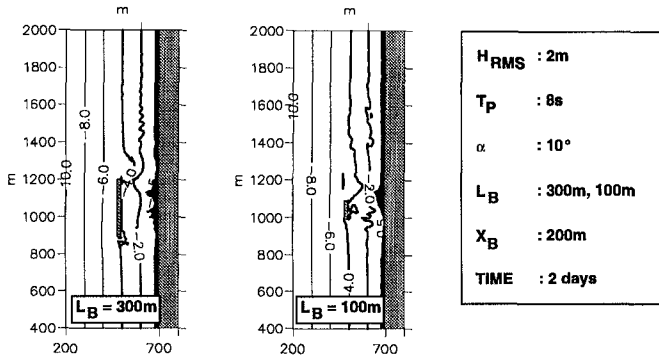 m
m
2000
1800
1600
1400
1200
1000
800
600
400
m
200
700
10.0
-8.0
-6.0
-2.0
L_B = 300m
2000
1800
1600
1400
1200
1000
800
600
400
m
200
700
10.0
-8.0
-6.0
4.0
-2.0
L_B = 100m
H_RMS : 2m
T_P : 8s
α : 10°
L_B : 300m, 100m
X_B : 200m
TIME : 2 days